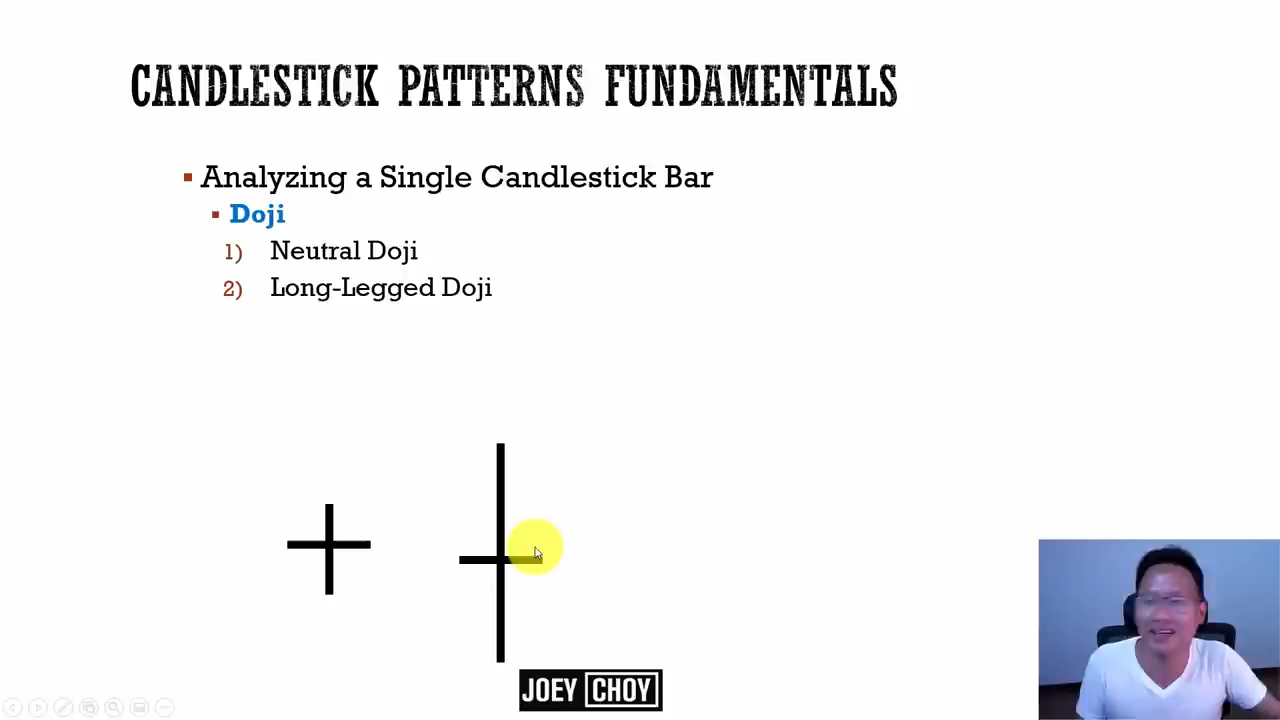 CANDLESTICK PATTERNS FUNDAMENTALS
▪ Analyzing a Single Candlestick Bar
▪ Doji
1) Neutral Doji
2) Long-Legged Doji
JOEY CHOY